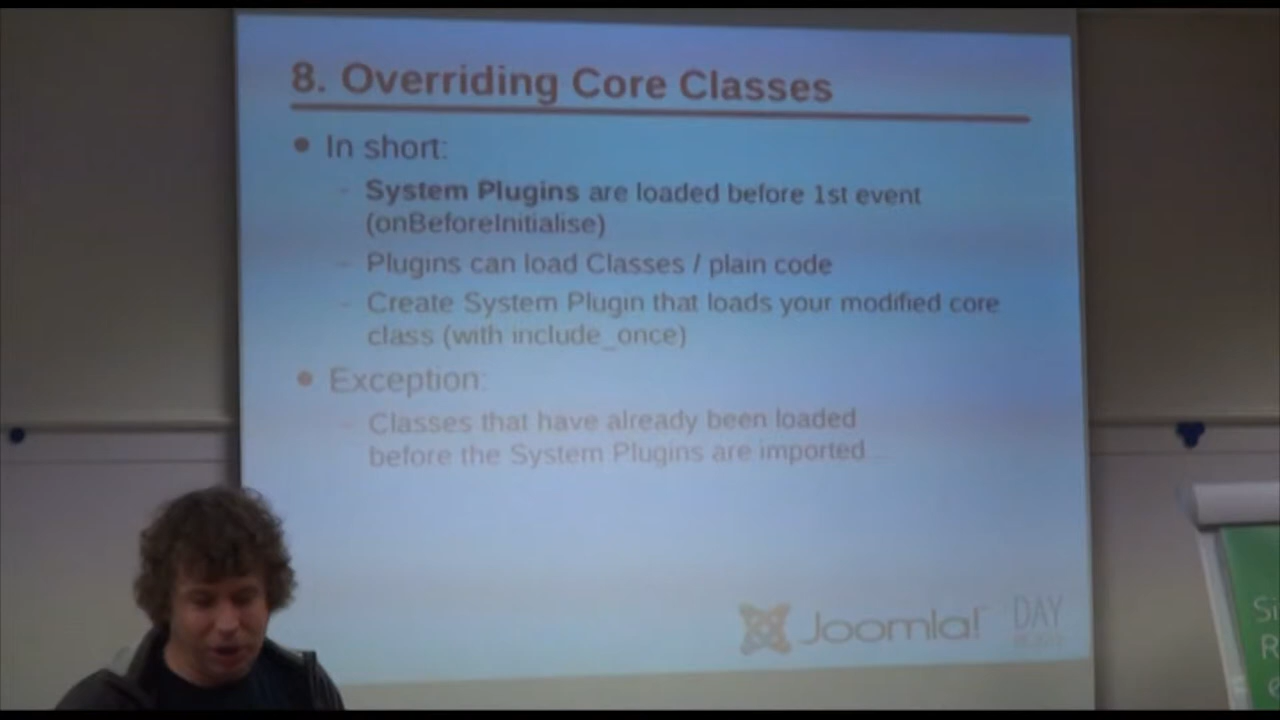 8. Overriding Core Classes
In short:
System Plugins are loaded before 1st event
(onBeforeInitialise)
Plugins can load Classes / plain code
Create System Plugin that loads your modified core
class (with include_once)
Exception:
Classes that have already been loaded
before the System Plugins are imported
Joomla!
DAY
Si
R